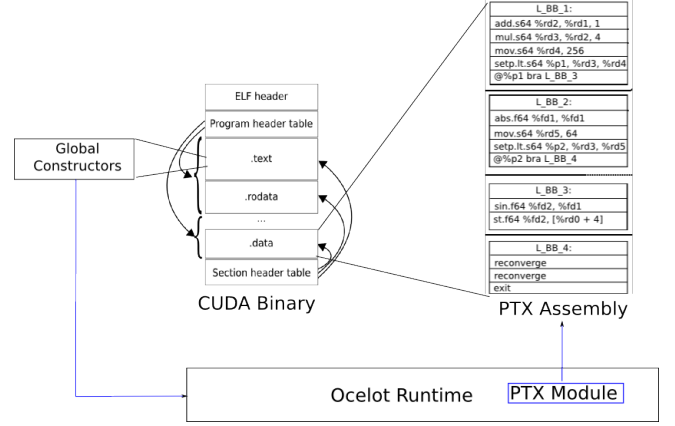 L_BB_1:
add.s64 %rd2, %rd1, 1
mul.s64 %rd3, %rd2, 4
mov.s64 %rd4, 256
setp.lt.s64 %p1, %rd3, %rd4
@%p1 bra L_BB_3
L_BB_2:
abs.f64 %fd1, %fd1
mov.s64 %rd5, 64
setp.lt.s64 %p2, %rd3, %rd5
@%p2 bra L_BB_4
L_BB_3:
sin.f64 %fd2, %fd1
st.f64 %fd2, [%rd0 + 4]
L_BB_4:
reconverge
reconverge
exit
PTX Assembly
ELF header
Program header table
.text
.rodata
...
.data
Section header table
CUDA Binary
Global
Constructors
Ocelot Runtime
PTX Module